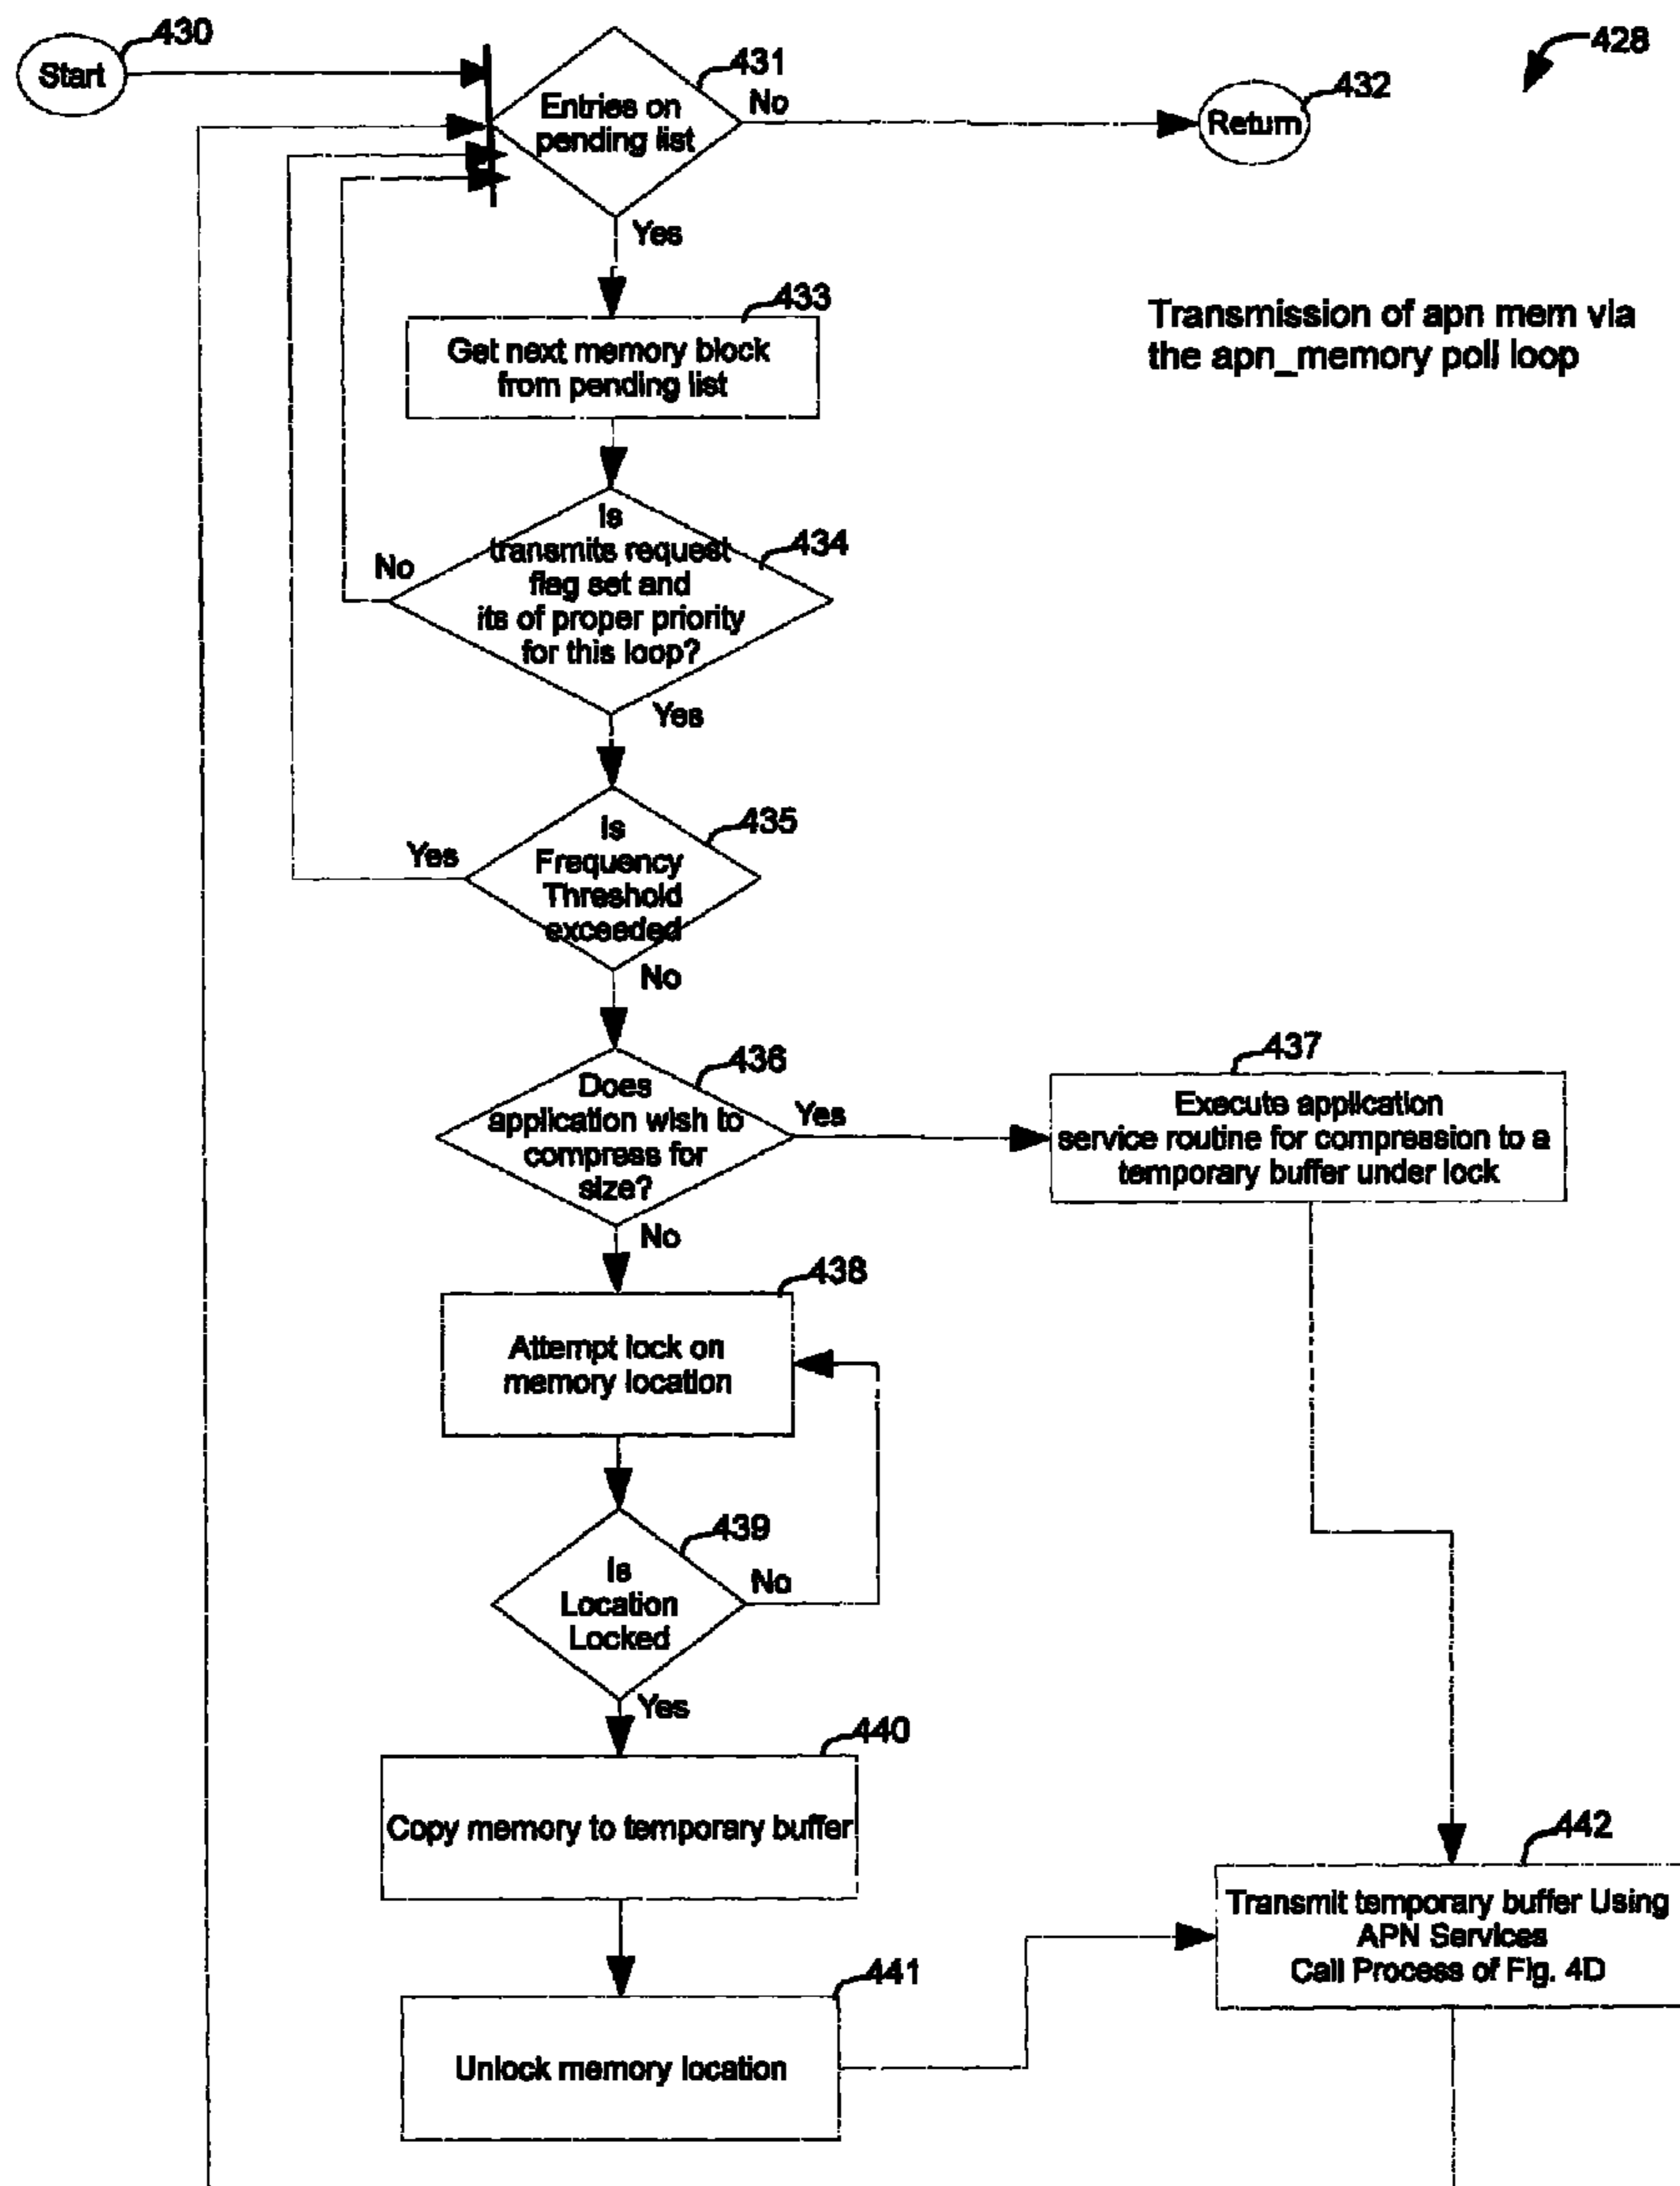 430
Start
431
Entries on
pending list
No
432
Return
428
Yes
433
Get next memory block
from pending list
Transmission of apn mem via
the apn_memory poll loop
434
Is
transmits request
flag set and
its of proper priority
for this loop?
No
Yes
435
Is
Frequency
Threshold
exceeded
Yes
No
436
Does
application wish to
compress for
size?
Yes
437
Execute application
service routine for compression to a
temporary buffer under lock
No
438
Attempt lock on
memory location
439
Is
Location
Locked
No
Yes
440
Copy memory to temporary buffer
442
Transmit temporary buffer Using
APN Services
Call Process of Fig. 4D
441
Unlock memory location